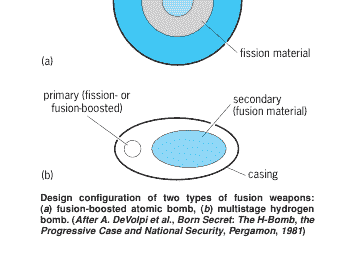 fission material
(a)
primary (fission- or
fusion-boosted)
secondary
(fusion material)
casing
(b)
Design configuration of two types of fusion weapons:
(a) fusion-boosted atomic bomb, (b) multistage hydrogen
bomb. (After A. DeVolpi et al., Born Secret: The H-Bomb, the
Progressive Case and National Security, Pergamon, 1981)